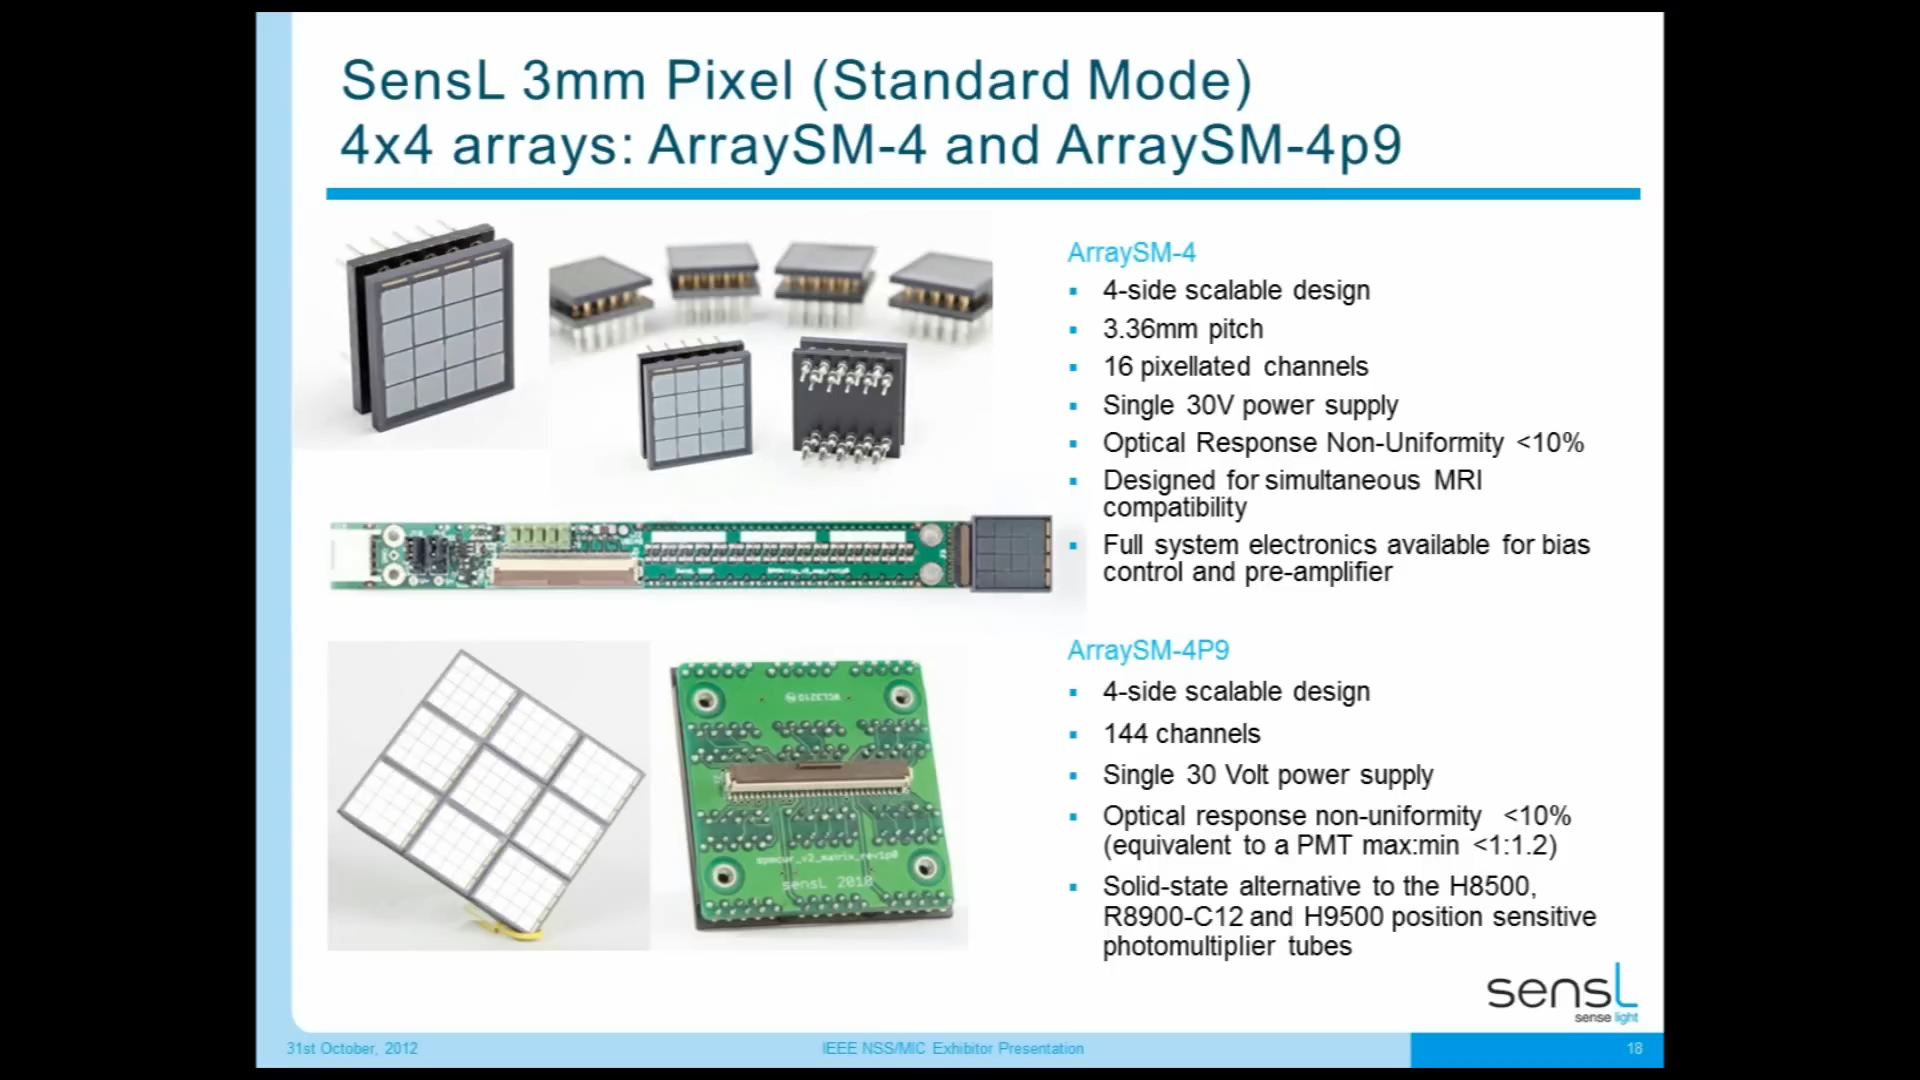 SensL 3mm Pixel (Standard Mode)
4x4 arrays: ArraySM-4 and ArraySM-4p9
ArraySM-4
4-side scalable design
3.36mm pitch
16 pixellated channels
Single 30V power supply
Optical Response Non-Uniformity <10%
Designed for simultaneous MRI
compatibility
Full system electronics available for bias
control and pre-amplifier
ArraySM-4P9
4-side scalable design
144 channels
Single 30 Volt power supply
Optical response non-uniformity <10%
(equivalent to a PMT max:min <1:1.2)
Solid-state alternative to the H8500,
R8900-C12 and H9500 position sensitive
photomultiplier tubes
spmcur_v2_matrix_rev1p0
sensL 2010
sensL
sense light
31st October, 2012
IEEE NSS/MIC Exhibitor Presentation
18